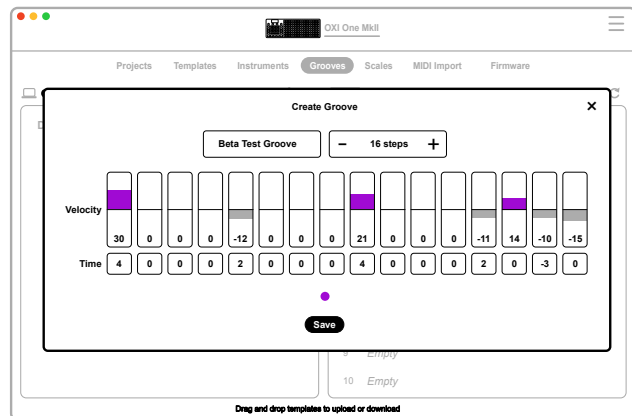 OXI One MkII
Projects Templates Instruments Grooves Scales MIDI Import Firmware
Create Groove
Beta Test Groove − 16 steps +
Velocity 30 0 0 0 -12 0 0 0 21 0 0 0 -11 14 -10 -15
Time 4 0 0 0 2 0 0 0 4 0 0 0 2 0 -3 0
Save
9 Empty
10 Empty
Drag and drop templates to upload or download